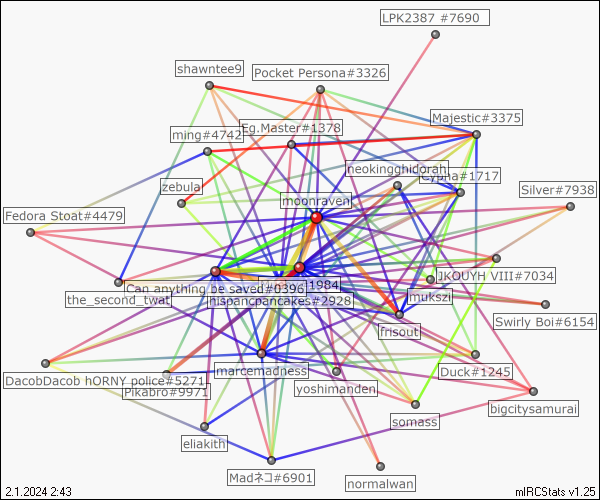 LPK2387 #7690
shawntee9
Pocket Persona#3326
Majestic#3375
Eg.Master#1378
ming#4742
neokingghidorah
Cypha#1717
zebula
Silver#7938
moonraven
Fedora Stoat#4479
KOUYH VIII#7034
Can anything be saved#0396
1984
the_second_twat
hispancpancakes#2928
mukszi
Swirly Boi#6154
frisout
marcemadness
Duck#1245
DacobDacob hORNY police#5271
Pikabro#9971
yoshimanden
bigcitysamurai
somass
eliakith
Madネコ#6901
normalwan
2.1.2024 2:43
mIRCStats v1.25